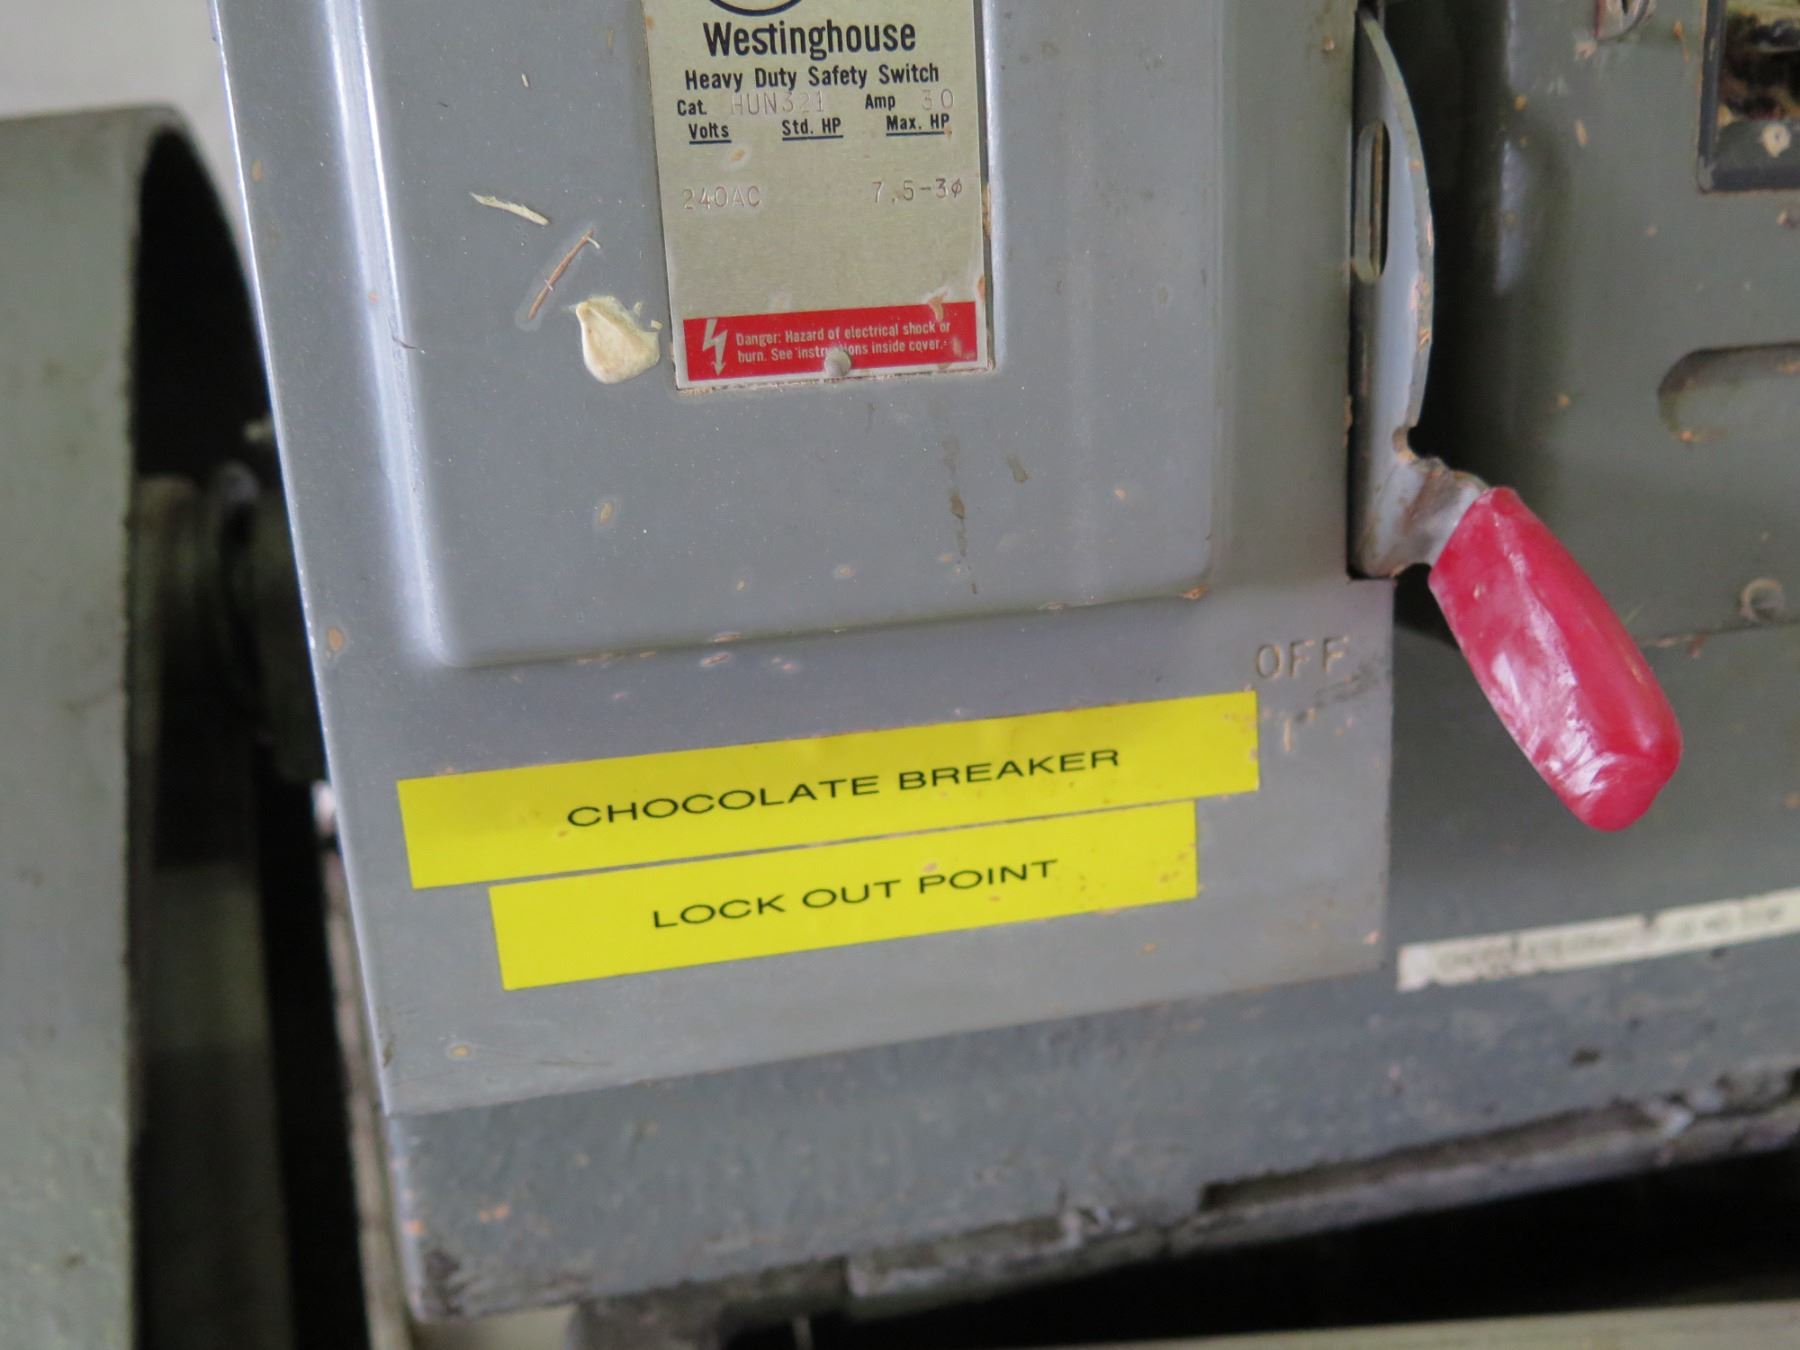 Westinghouse
Heavy Duty Safety Switch
Cat. HUN321 Amp 30
Volts Std. HP Max. HP
240AC 7.5-3ϕ
Danger: Hazard of electrical shock or
burn. See instructions inside cover.
OFF
CHOCOLATE BREAKER
LOCK OUT POINT